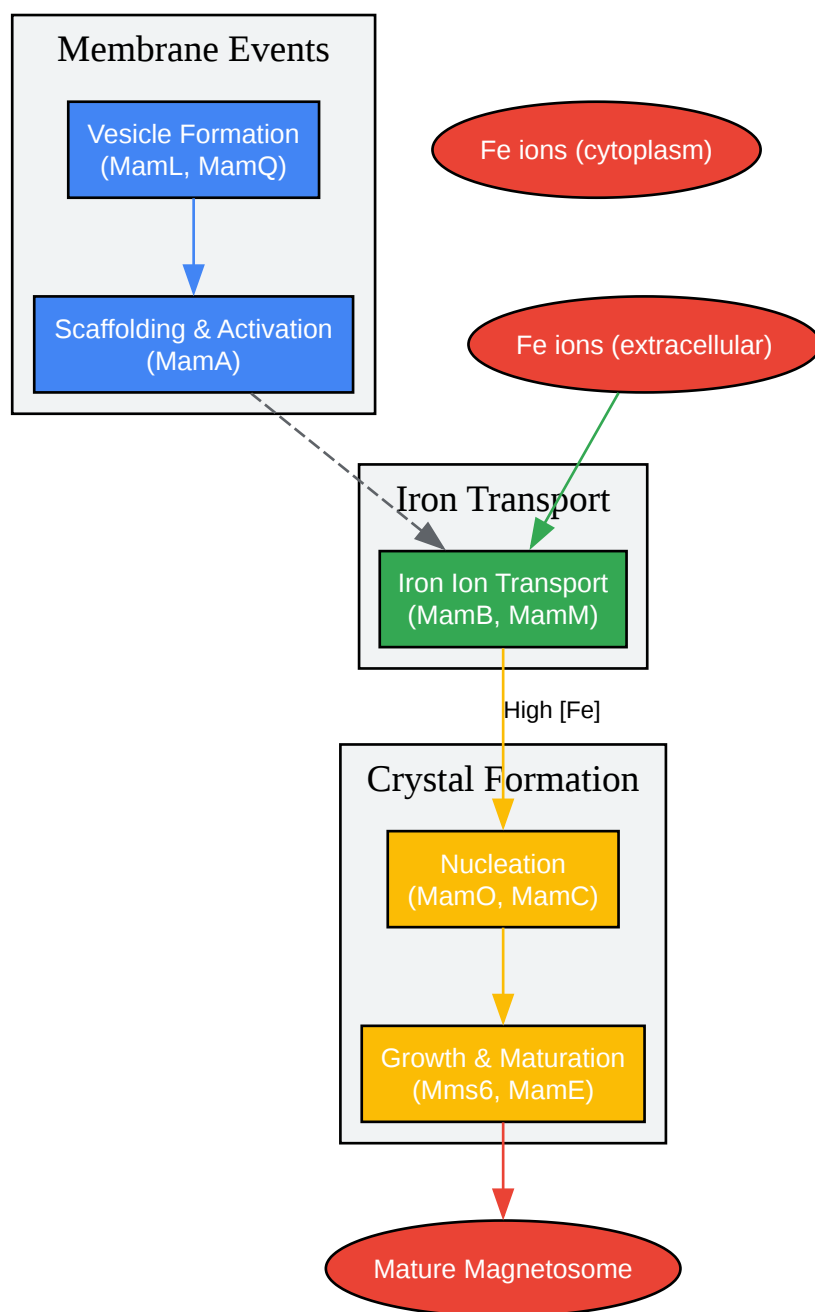 Membrane Events
Vesicle Formation
(MamL, MamQ)
Fe ions (cytoplasm)
Scaffolding & Activation
(MamA)
Fe ions (extracellular)
Iron Transport
Iron Ion Transport
(MamB, MamM)
High [Fe]
Crystal Formation
Nucleation
(MamO, MamC)
Growth & Maturation
(Mms6, MamE)
Mature Magnetosome